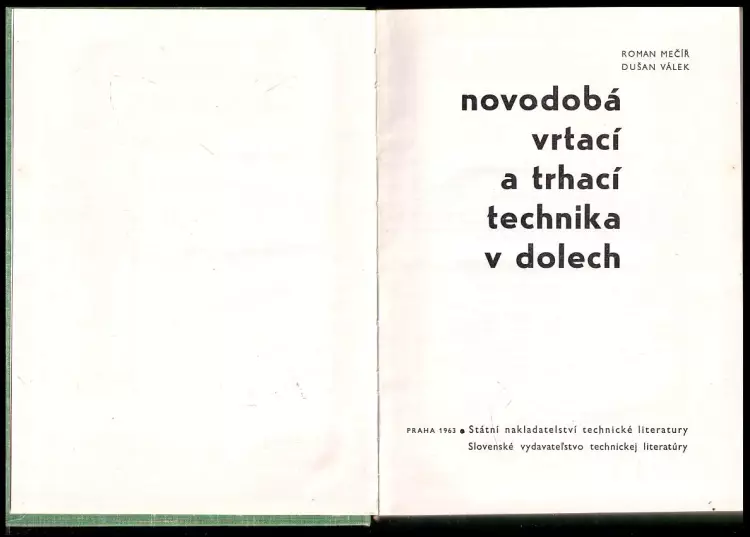 ROMAN MEČÍŘ
DUŠAN VÁLEK
novodobá
vrtací
a trhací
technika
v dolech
PRAHA 1963 • Státní nakladatelství technické literatury
Slovenské vydavateľstvo technickej literatúry